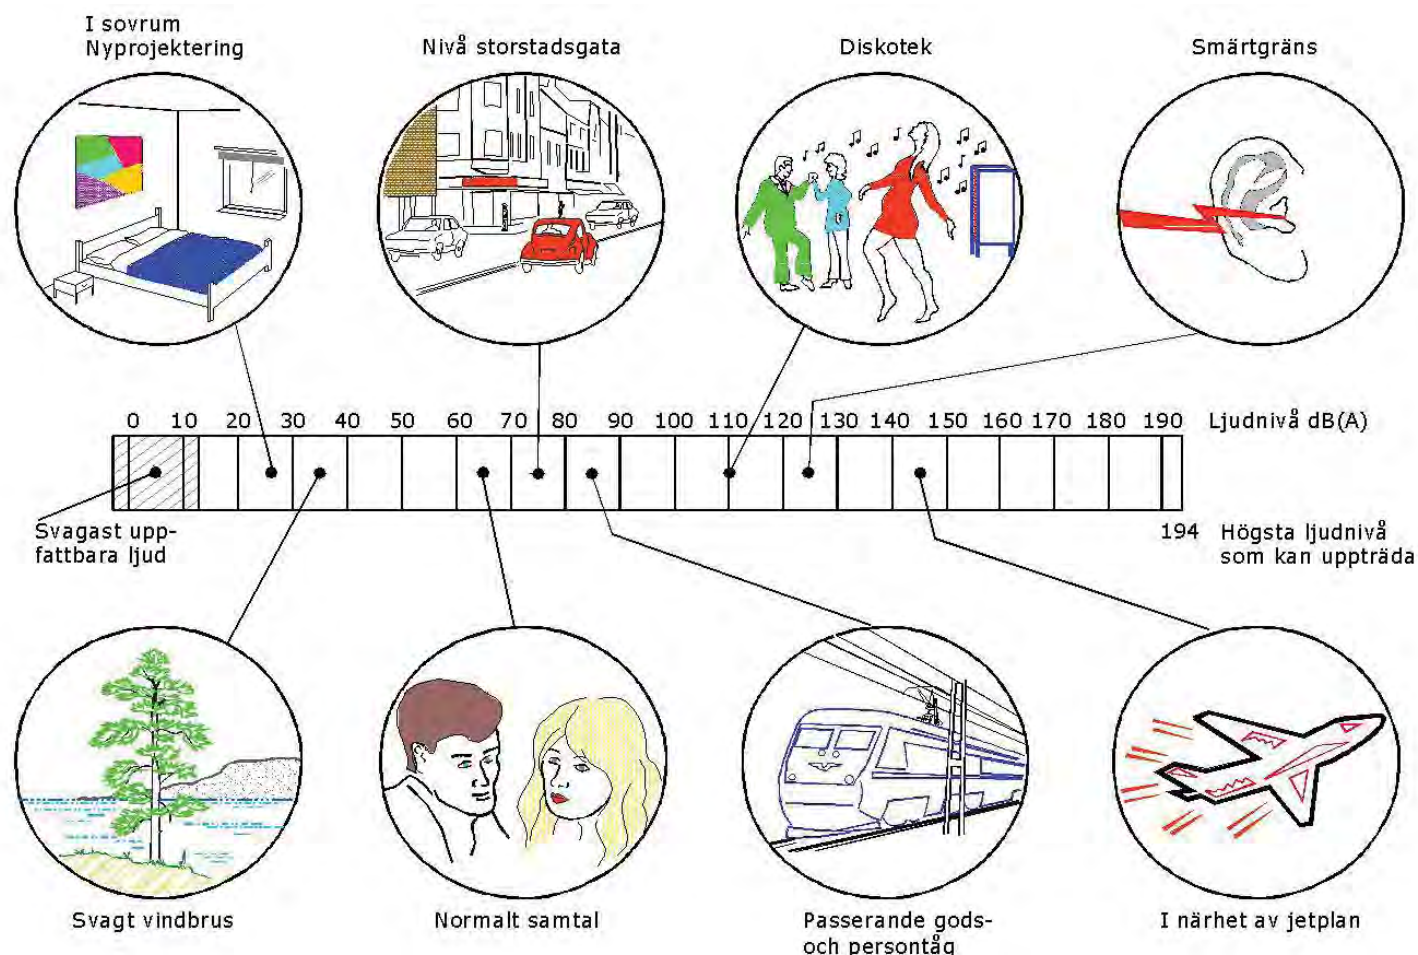 I sovrum
Nyprojektering
Nivå storstadsgata
Diskotek
Smärtgräns
0 10 20 30 40 50 60 70 80 90 100 110 120 130 140 150 160 170 180 190 Ljudnivå dB(A)
Svagast upp-
fattbara ljud
194 Högsta ljudnivå
som kan uppträda
Svagt vindbrus
Normalt samtal
Passerande gods-
och persontåg
I närhet av jetplan